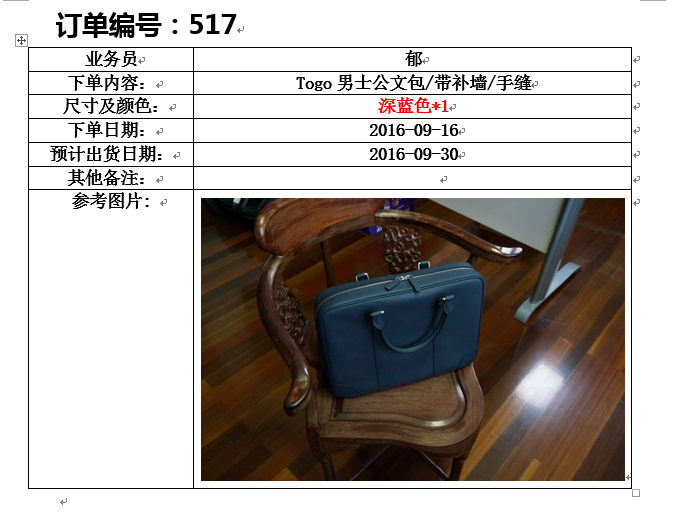 订单编号：517
业务员 郁
下单内容： Togo 男士公文包/带补墙/手缝
尺寸及颜色： 深蓝色*1
下单日期： 2016-09-16
预计出货日期： 2016-09-30
其他备注：
参考图片: